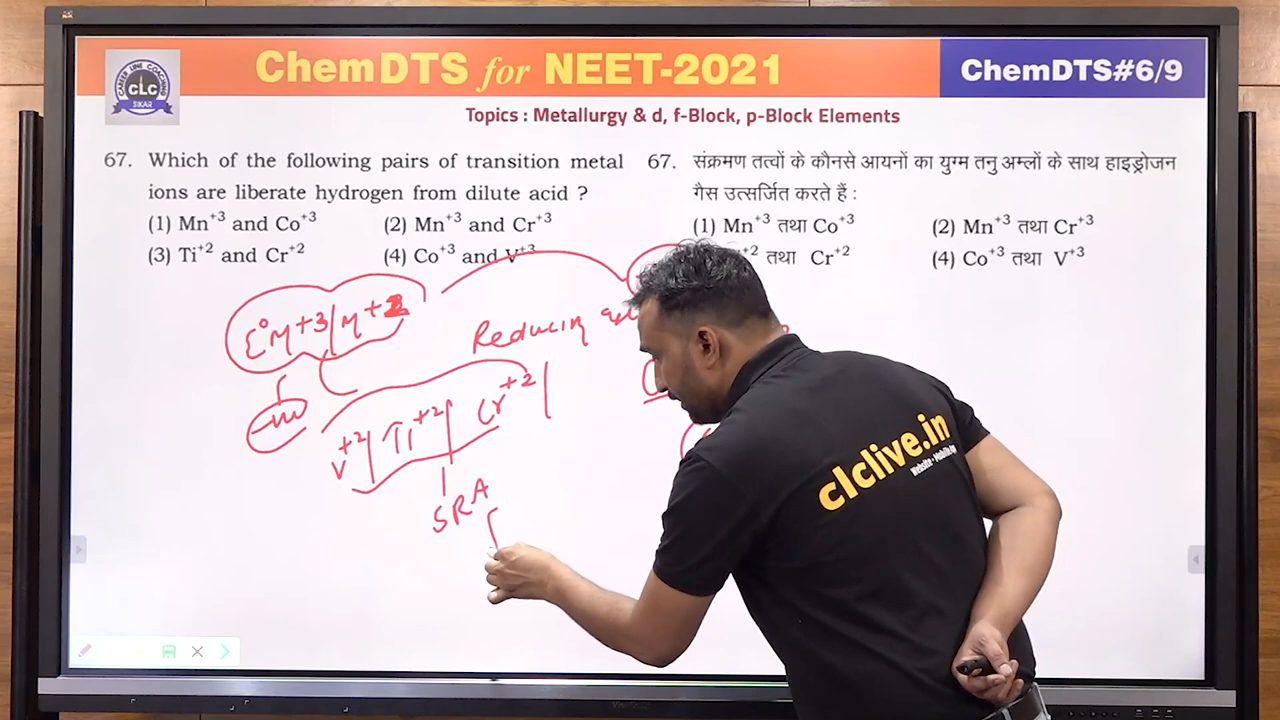 ChemDTS for NEET-2021
ChemDTS#6/9
CAREER LINE COACHING
CLC
SIKAR
Topics : Metallurgy & d, f-Block, p-Block Elements
67. Which of the following pairs of transition metal
ions are liberate hydrogen from dilute acid ?
(1) Mn+3 and Co+3 (2) Mn+3 and Cr+3
(3) Ti+2 and Cr+2 (4) Co+3 and V+3
67. संक्रमण तत्वों के कौनसे आयनों का युग्म तनु अम्लों के साथ हाइड्रोजन
गैस उत्सर्जित करते हैं :
(1) Mn+3 तथा Co+3 (2) Mn+3 तथा Cr+3
+2 तथा Cr+2 (4) Co+3 तथा V+3
E° M+3/M+2
Reducing
V+2 Ti+2 Cr+2
SRA
clclive.in